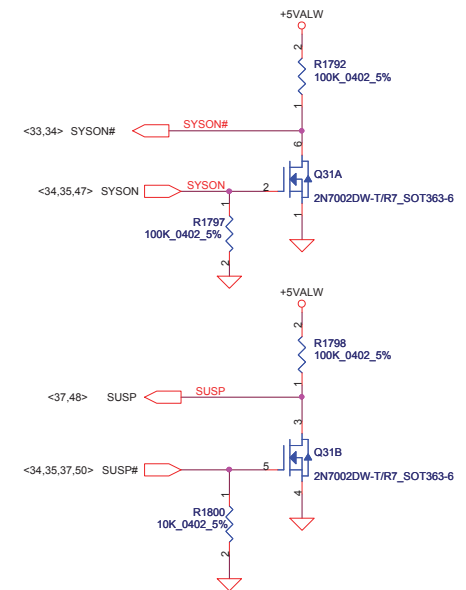 +5VALW
2
R1792
100K_0402_5%
1
<33,34> SYSON#
SYSON#
6
Q31A
<34,35,47> SYSON
SYSON
2
2N7002DW-T/R7_SOT363-6
1
R1797
100K_0402_5%
1
2
+5VALW
2
R1798
100K_0402_5%
1
<37,48> SUSP
SUSP
3
Q31B
<34,35,37,50> SUSP#
5
2N7002DW-T/R7_SOT363-6
1
4
R1800
10K_0402_5%
2